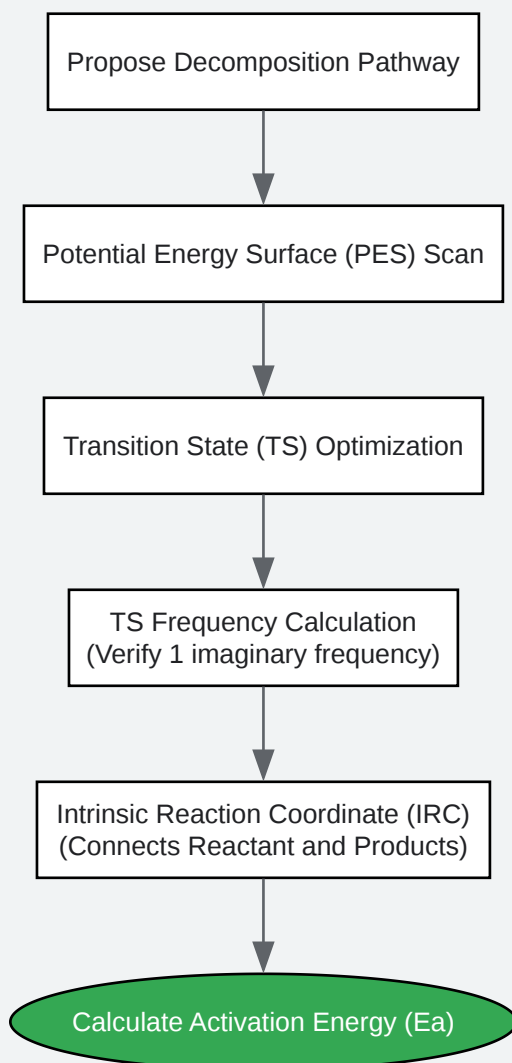 Propose Decomposition Pathway
Potential Energy Surface (PES) Scan
Transition State (TS) Optimization
TS Frequency Calculation
(Verify 1 imaginary frequency)
Intrinsic Reaction Coordinate (IRC)
(Connects Reactant and Products)
Calculate Activation Energy (Ea)